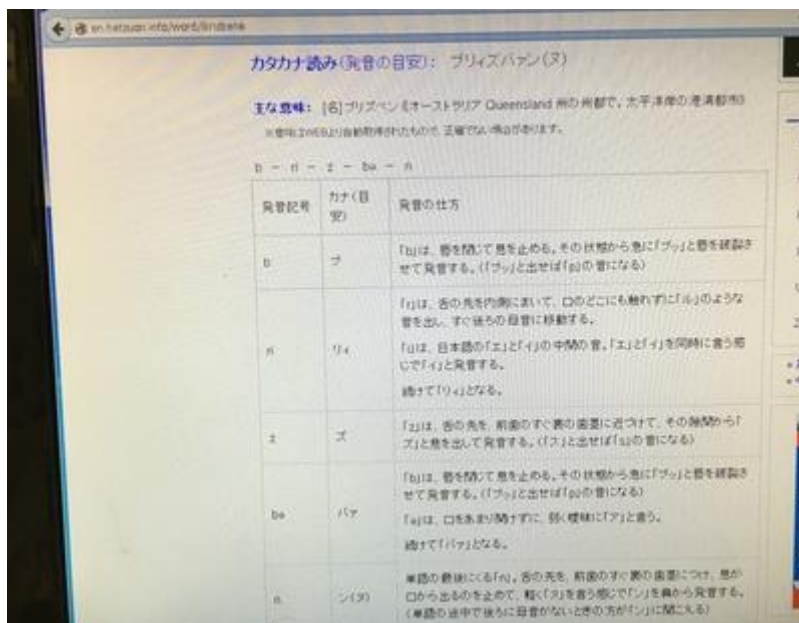 en.hatsuon.info/word/brisbane
カタカナ読み(発音の目安): ブリィズバァン(ヌ)
主な意味: [名]ブリズベン《オーストラリア Queensland 州の州都で, 太平洋岸の港湾都市》
※意味はWEBより自動取得されたもので、正確でない場合があります。
b - ri - z - bə - n
発音記号 カナ(目安) 発音の仕方
b ブ 「b」は、唇を閉じて息を止める。その状態から急に「ブッ」と唇を破裂さ
せて発音する。(「プッ」と出せば「p」の音になる)
ri リィ 「r」は、舌の先を内側にまいて、口のどこにも触れずに「ル」のような
音を出し、すぐ後ろの母音に移動する。
「i」は、日本語の「エ」と「イ」の中間の音。「エ」と「イ」を同時に言う感
じで「イ」と発音する。
続けて「リィ」となる。
z ズ 「z」は、舌の先を、前歯のすぐ裏の歯茎に近づけて、その隙間から「
ズ」と息を出して発音する。(「ス」と出せば「s」の音になる)
bə バァ 「b」は、唇を閉じて息を止める。その状態から急に「ブッ」と唇を破裂さ
せて発音する。(「プッ」と出せば「p」の音になる)
「ə」は、口をあまり開けずに、弱く曖昧に「ア」と言う。
続けて「バァ」となる。
n ン(ヌ) 単語の最後にくる「n」。舌の先を、前歯のすぐ裏の歯茎につけ、息が
口から出るのを止めて、軽く「ヌ」を言う感じで「ン」を鼻から発音する。
(単語の途中で後ろに母音がないときの方が「ン」に聞こえる)